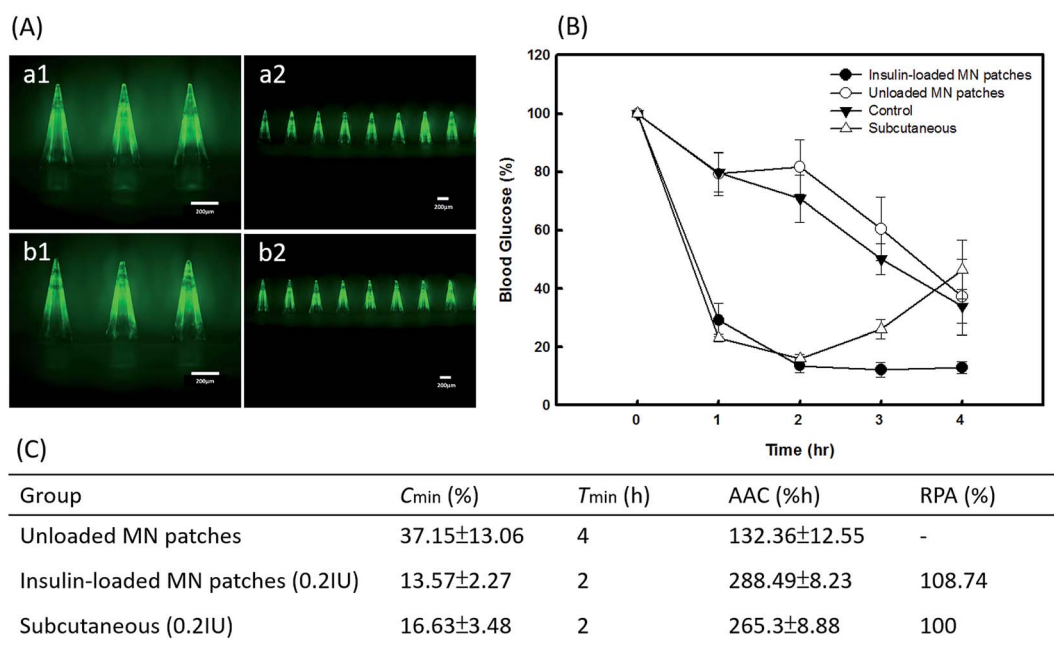 (A)
a1
200μm
a2
200μm
b1
200μm
b2
200μm
(B)
120
100
80
60
40
20
0
Blood Glucose (%)
Insulin-loaded MN patches
Unloaded MN patches
Control
Subcutaneous
0 1 2 3 4
Time (hr)
(C)
Group Cmin (%) Tmin (h) AAC (%h) RPA (%)
Unloaded MN patches 37.15±13.06 4 132.36±12.55 -
Insulin-loaded MN patches (0.2IU) 13.57±2.27 2 288.49±8.23 108.74
Subcutaneous (0.2IU) 16.63±3.48 2 265.3±8.88 100